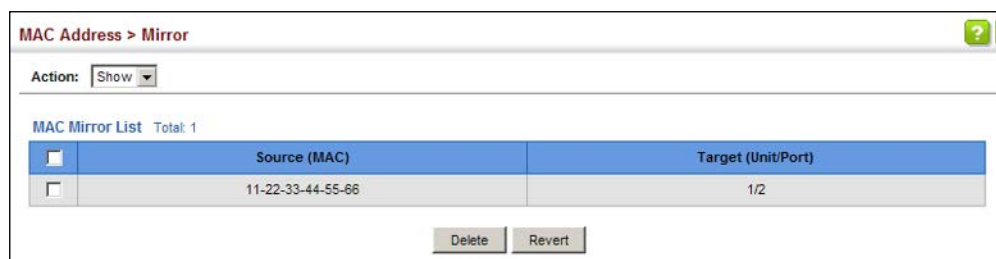 MAC Address > Mirror
?
Action: Show
MAC Mirror List Total: 1
Source (MAC) Target (Unit/Port)
11-22-33-44-55-66 1/2
Delete Revert